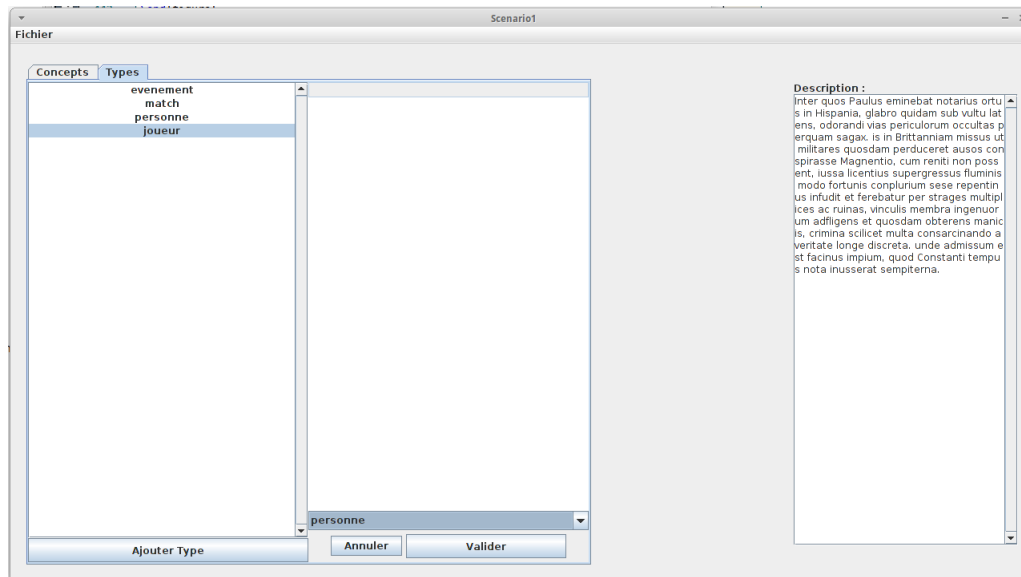 Scenario1
Fichier
Concepts
Types
evenement
match
personne
joueur
Ajouter Type
personne
Annuler
Valider
Description :
Inter quos Paulus eminebat notarius ortu
s in Hispania, glabro quidam sub vultu lat
ens, odorandi vias periculorum occultas p
erquam sagax. is in Brittanniam missus ut
militares quosdam perduceret ausos con
spirasse Magnentio, cum reniti non poss
ent, iussa licentius supergressus fluminis
modo fortunis conplurium sese repentin
us infudit et ferebatur per strages multipl
ices ac ruinas, vinculis membra ingenuor
um adfligens et quosdam obterens manic
is, crimina scilicet multa consarcinando a
veritate longe discreta. unde admissum e
st facinus impium, quod Constanti tempu
s nota inusserat sempiterna.